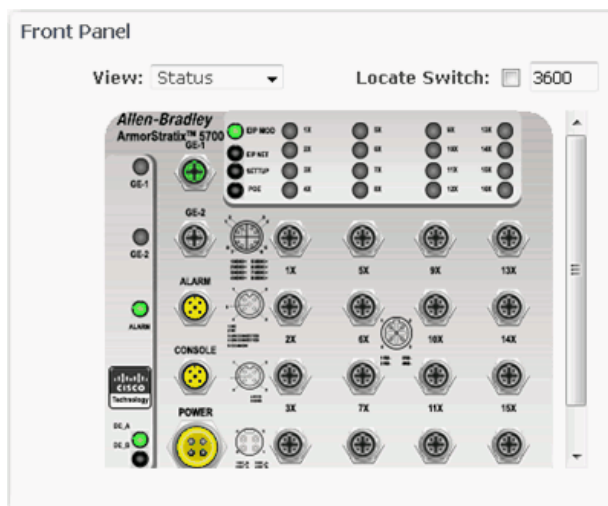 Front Panel
View: Status
Locate Switch: 3600
Allen-Bradley
ArmorStratix™ 5700
GE-1
GE-1
GE-2
GE-2
EIP MOD
EIP NET
SETUP
POE
1X 5X 9X 13X
2X 6X 10X 14X
3X 7X 11X 15X
4X 8X 12X 16X
1X 5X 9X 13X
ALARM
ALARM
2X 6X 10X 14X
CONSOLE
CISCO
Technology
3X 7X 11X 15X
POWER
DC_A
DC_B